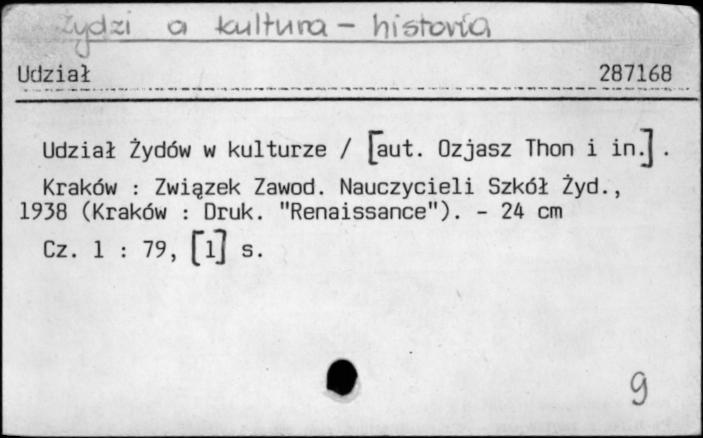 Żydzi a kultura - historia
Udział 287168
Udział Żydów w kulturze / [aut. Ozjasz Thon i in.].
Kraków : Związek Zawod. Nauczycieli Szkół Żyd.,
1938 (Kraków : Druk. "Renaissance"). - 24 cm
Cz. 1 : 79, [1] s.
9